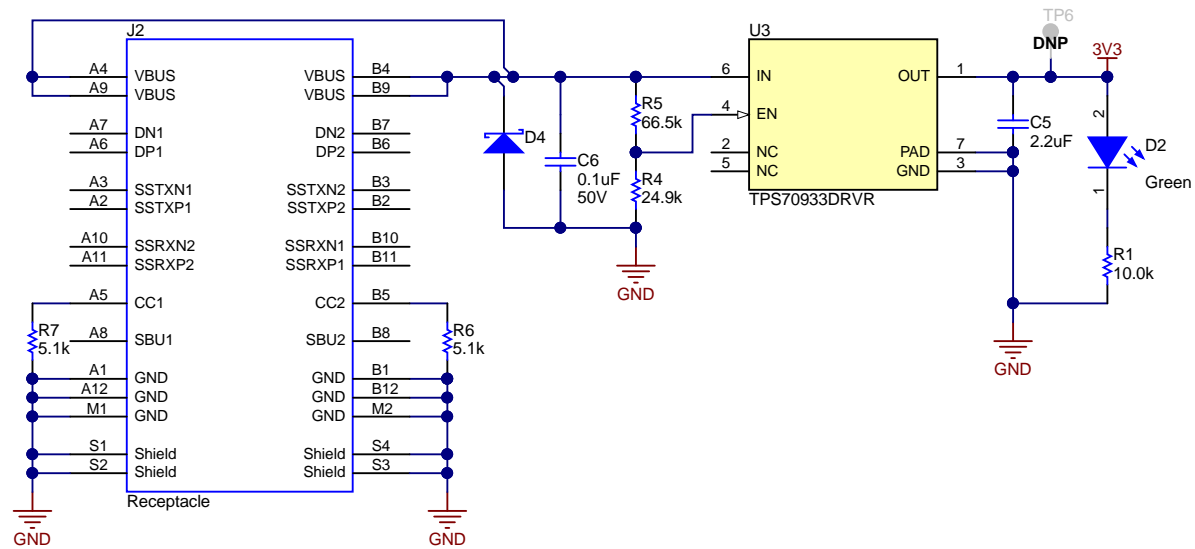 TP6
DNP
3V3
J2
U3
A4 VBUS VBUS B4
A9 VBUS VBUS B9
A7 DN1 DN2 B7
A6 DP1 DP2 B6
A3 SSTXN1 SSTXN2 B3
A2 SSTXP1 SSTXP2 B2
A10 SSRXN2 SSRXN1 B10
A11 SSRXP2 SSRXP1 B11
A5 CC1 CC2 B5
A8 SBU1 SBU2 B8
A1 GND GND B1
A12 GND GND B12
M1 GND GND M2
S1 Shield Shield S4
S2 Shield Shield S3
Receptacle
R7
5.1k
GND
R6
5.1k
GND
D4
C6
0.1uF
50V
R5
66.5k
R4
24.9k
GND
6 IN OUT 1
4 EN
2 NC PAD 7
5 NC GND 3
TPS70933DRVR
C5
2.2uF
2
D2
1
Green
R1
10.0k
GND